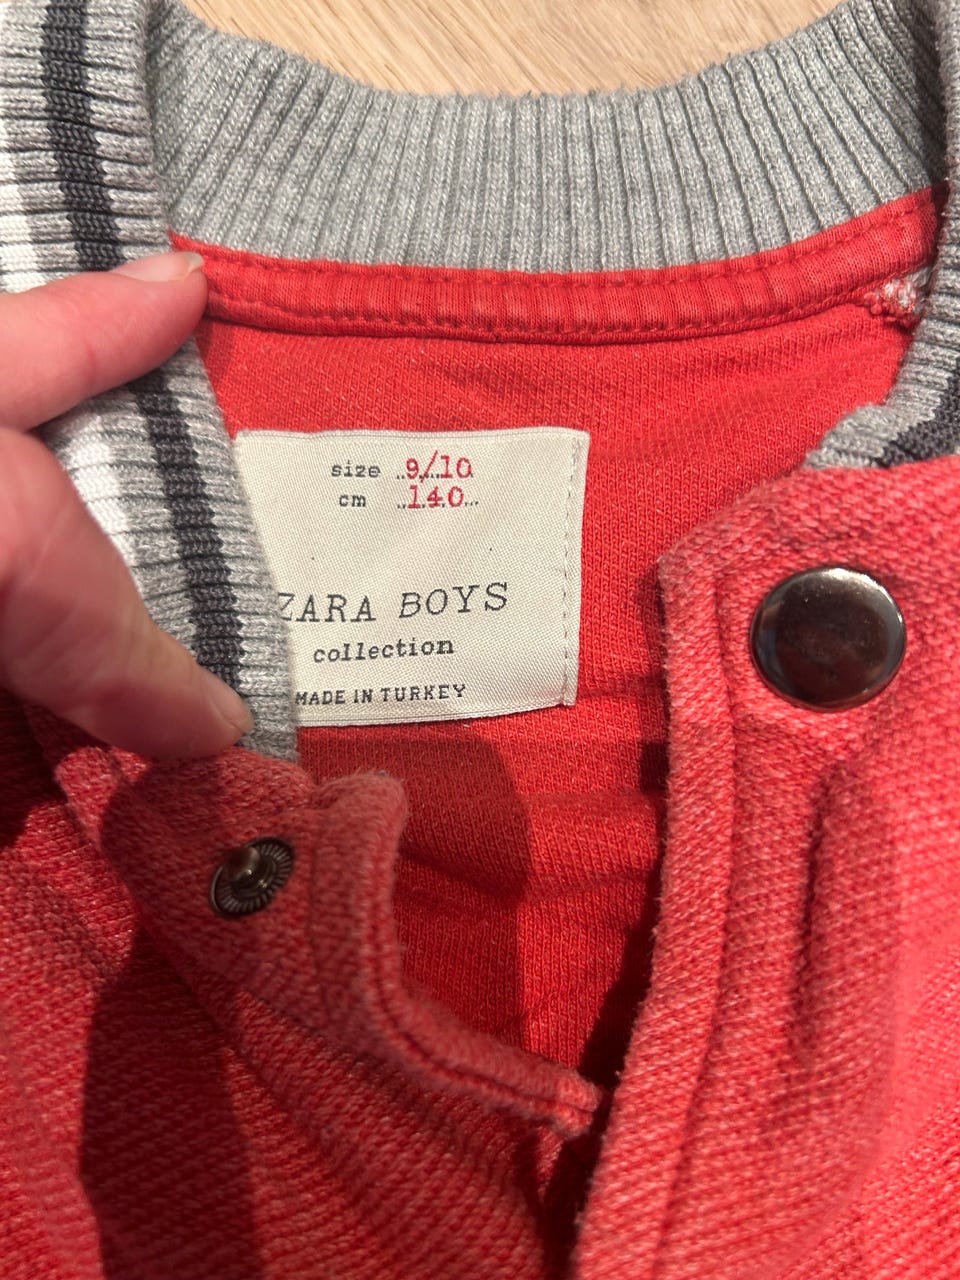 size 9/10
cm 140
ZARA BOYS
collection
MADE IN TURKEY